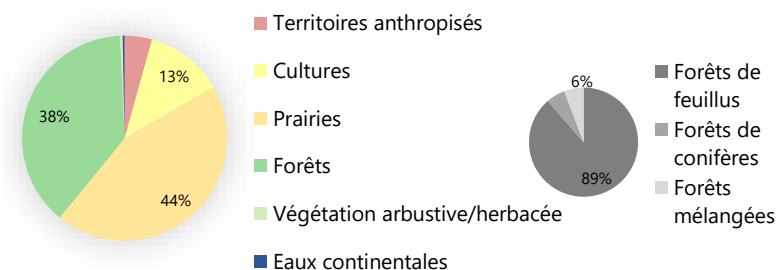 13%
38%
44%
Territoires anthropisés
Cultures
Prairies
Forêts
Végétation arbustive/herbacée
Eaux continentales
6%
89%
Forêts de
feuillus
Forêts de
conifères
Forêts
mélangées